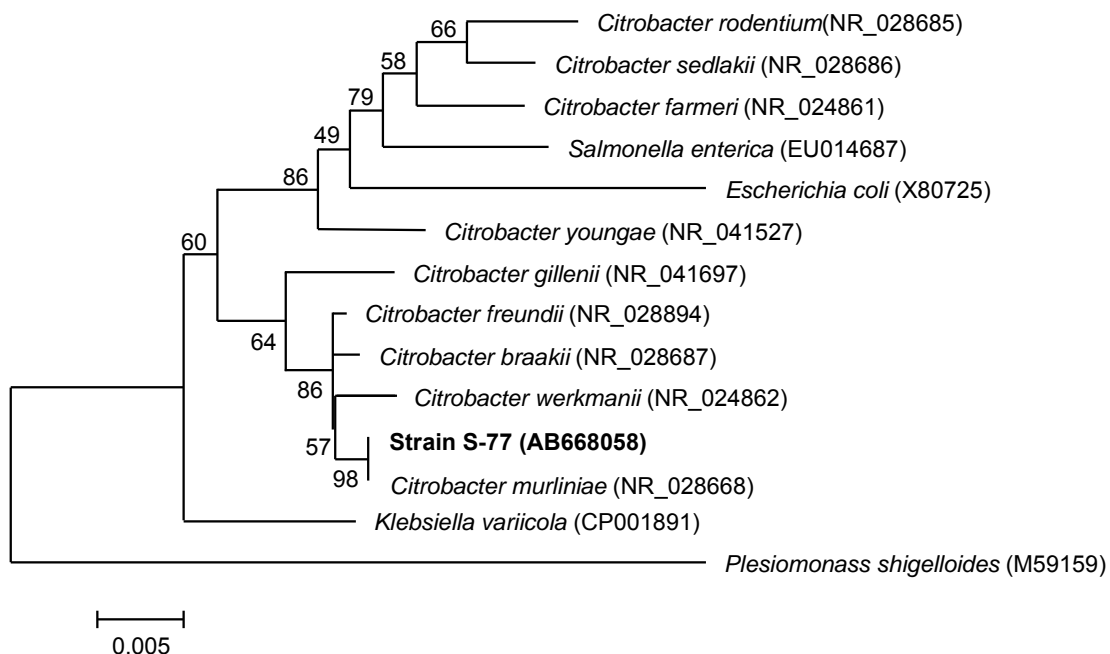 66
Citrobacter rodentium(NR_028685)
58
Citrobacter sedlakii (NR_028686)
79
Citrobacter farmeri (NR_024861)
49
Salmonella enterica (EU014687)
86
Escherichia coli (X80725)
60
Citrobacter youngae (NR_041527)
Citrobacter gillenii (NR_041697)
64
Citrobacter freundii (NR_028894)
86
Citrobacter braakii (NR_028687)
Citrobacter werkmanii (NR_024862)
57
Strain S-77 (AB668058)
98
Citrobacter murliniae (NR_028668)
Klebsiella variicola (CP001891)
Plesiomonass shigelloides (M59159)
0.005